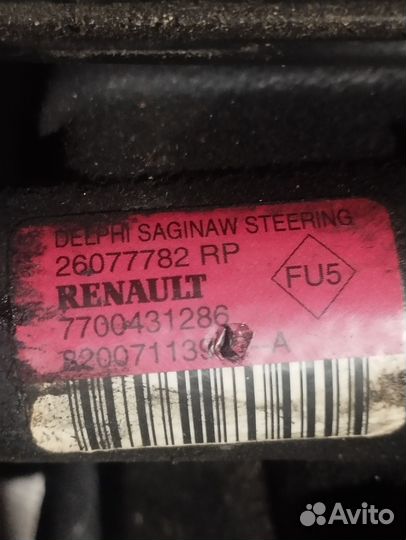 DELPHI SAGINAW STEERING
26077782 RP
RENAULT
FU5
7700431286
A
Avito